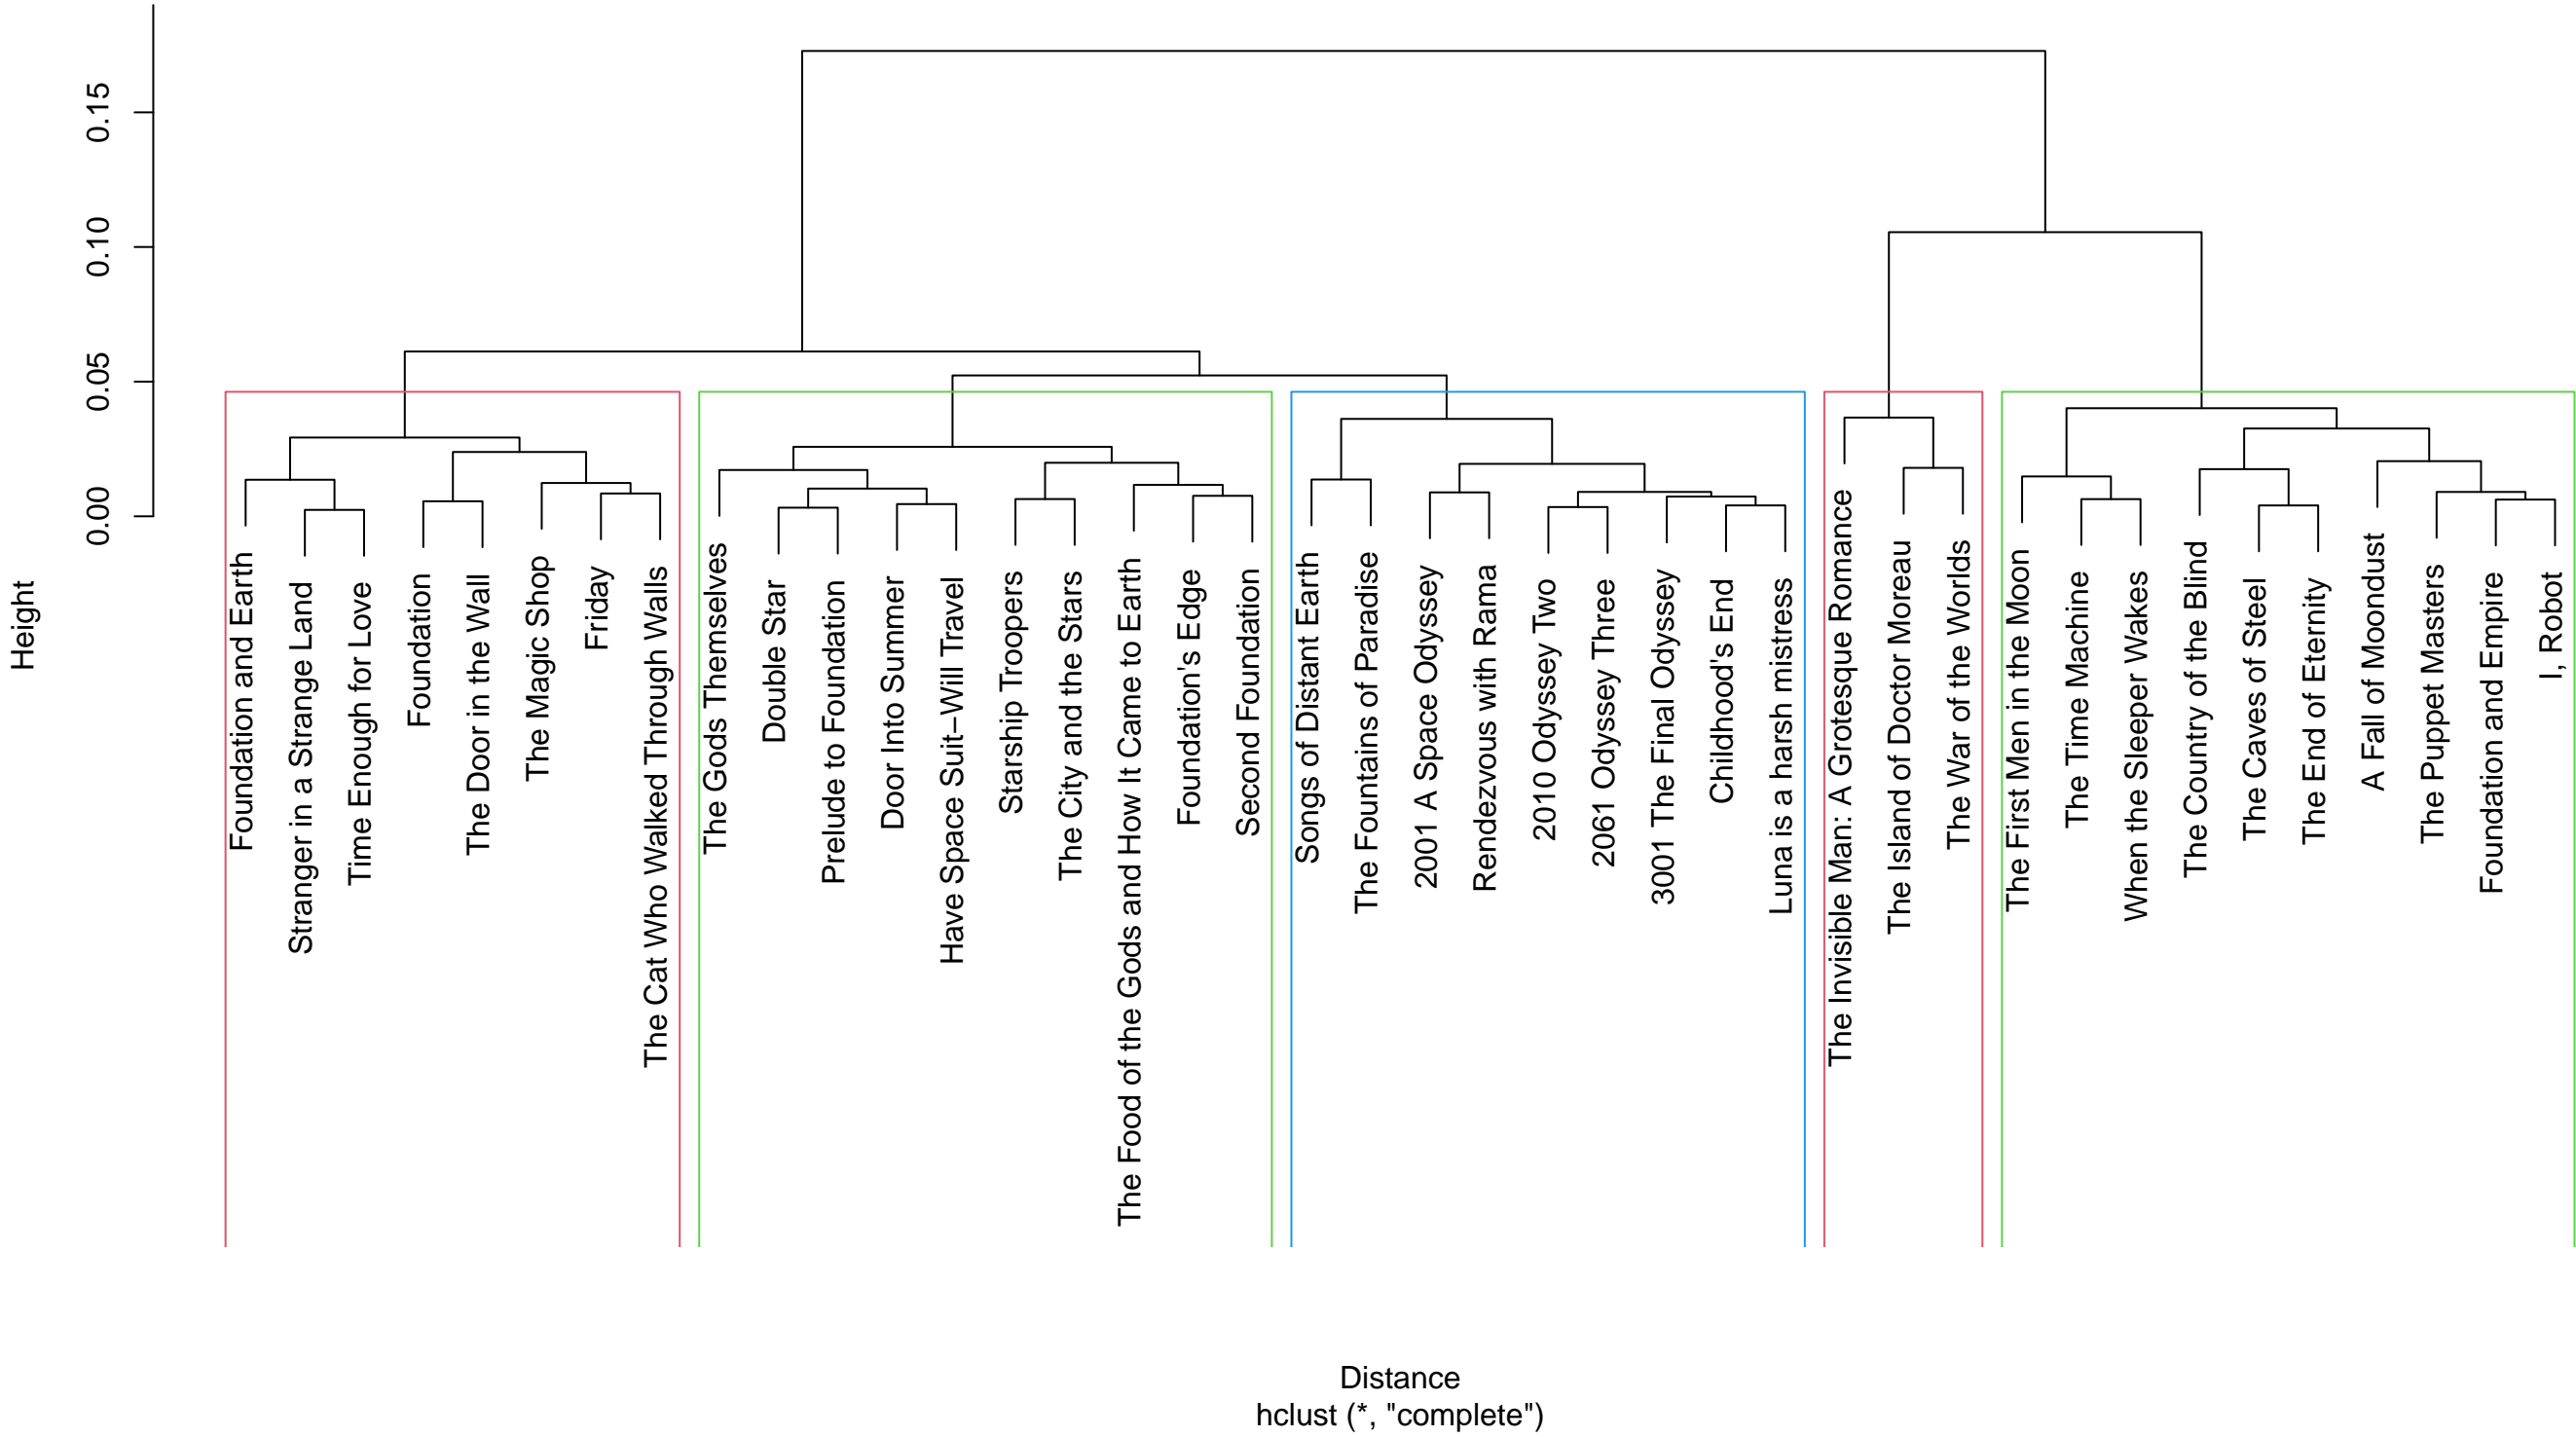 Height
0.00
0.05
0.10
0.15
Foundation and Earth
Stranger in a Strange Land
Time Enough for Love
Foundation
The Door in the Wall
The Magic Shop
Friday
The Cat Who Walked Through Walls
The Gods Themselves
Double Star
Prelude to Foundation
Door Into Summer
Have Space Suit−Will Travel
Starship Troopers
The City and the Stars
The Food of the Gods and How It Came to Earth
Foundation's Edge
Second Foundation
Songs of Distant Earth
The Fountains of Paradise
2001 A Space Odyssey
Rendezvous with Rama
2010 Odyssey Two
2061 Odyssey Three
3001 The Final Odyssey
Childhood's End
Luna is a harsh mistress
The Invisible Man: A Grotesque Romance
The Island of Doctor Moreau
The War of the Worlds
The First Men in the Moon
The Time Machine
When the Sleeper Wakes
The Country of the Blind
The Caves of Steel
The End of Eternity
A Fall of Moondust
The Puppet Masters
Foundation and Empire
I, Robot
Distance
hclust (*, "complete")